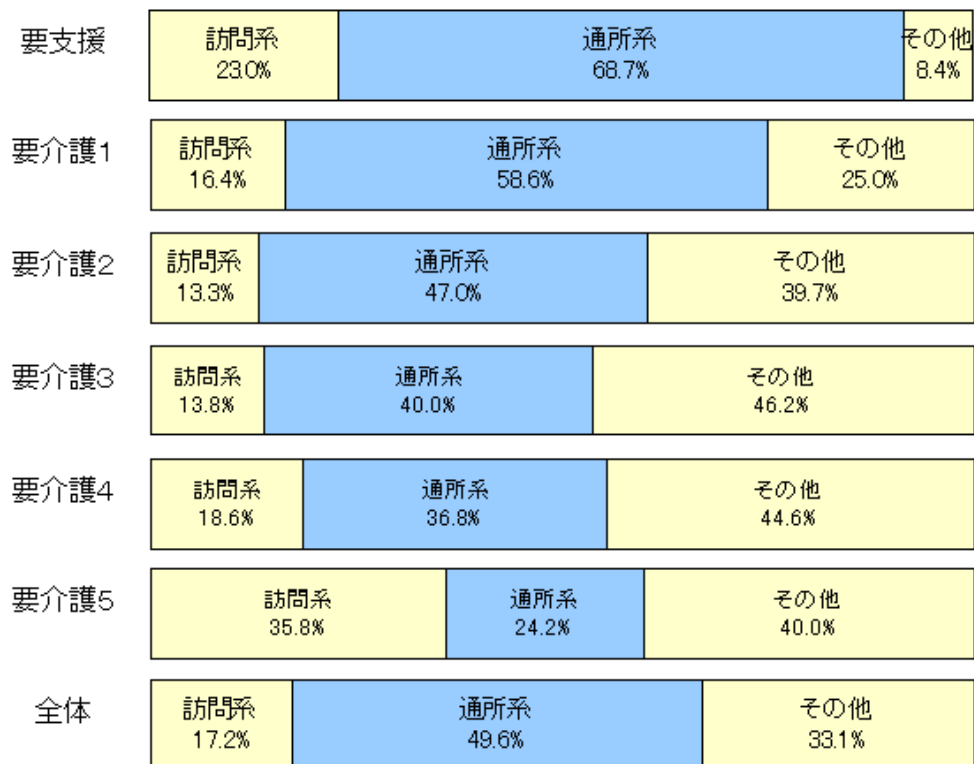 要支援
訪問系 通所系 その他
23.0% 68.7% 8.4%
要介護1
訪問系 通所系 その他
16.4% 58.6% 25.0%
要介護2
訪問系 通所系 その他
13.3% 47.0% 39.7%
要介護3
訪問系 通所系 その他
13.8% 40.0% 46.2%
要介護4
訪問系 通所系 その他
18.6% 36.8% 44.6%
要介護5
訪問系 通所系 その他
35.8% 24.2% 40.0%
全体
訪問系 通所系 その他
17.2% 49.6% 33.1%